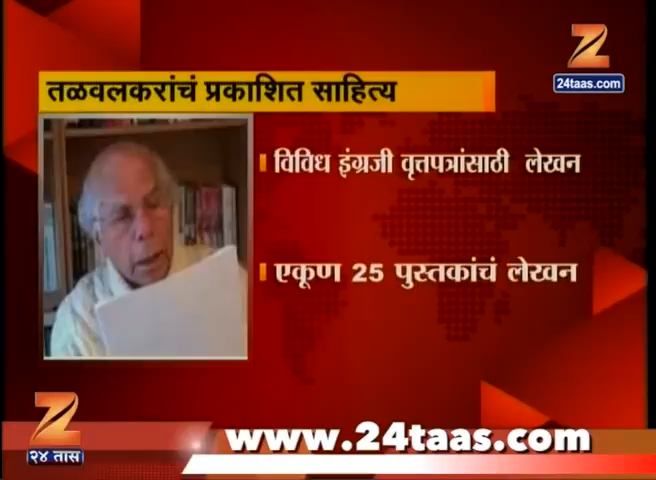 24taas.com
तळवलकरांचं प्रकाशित साहित्य
विविध इंग्रजी वृत्तपत्रांसाठी लेखन
एकूण 25 पुस्तकांचं लेखन
२४ तास
www.24taas.com